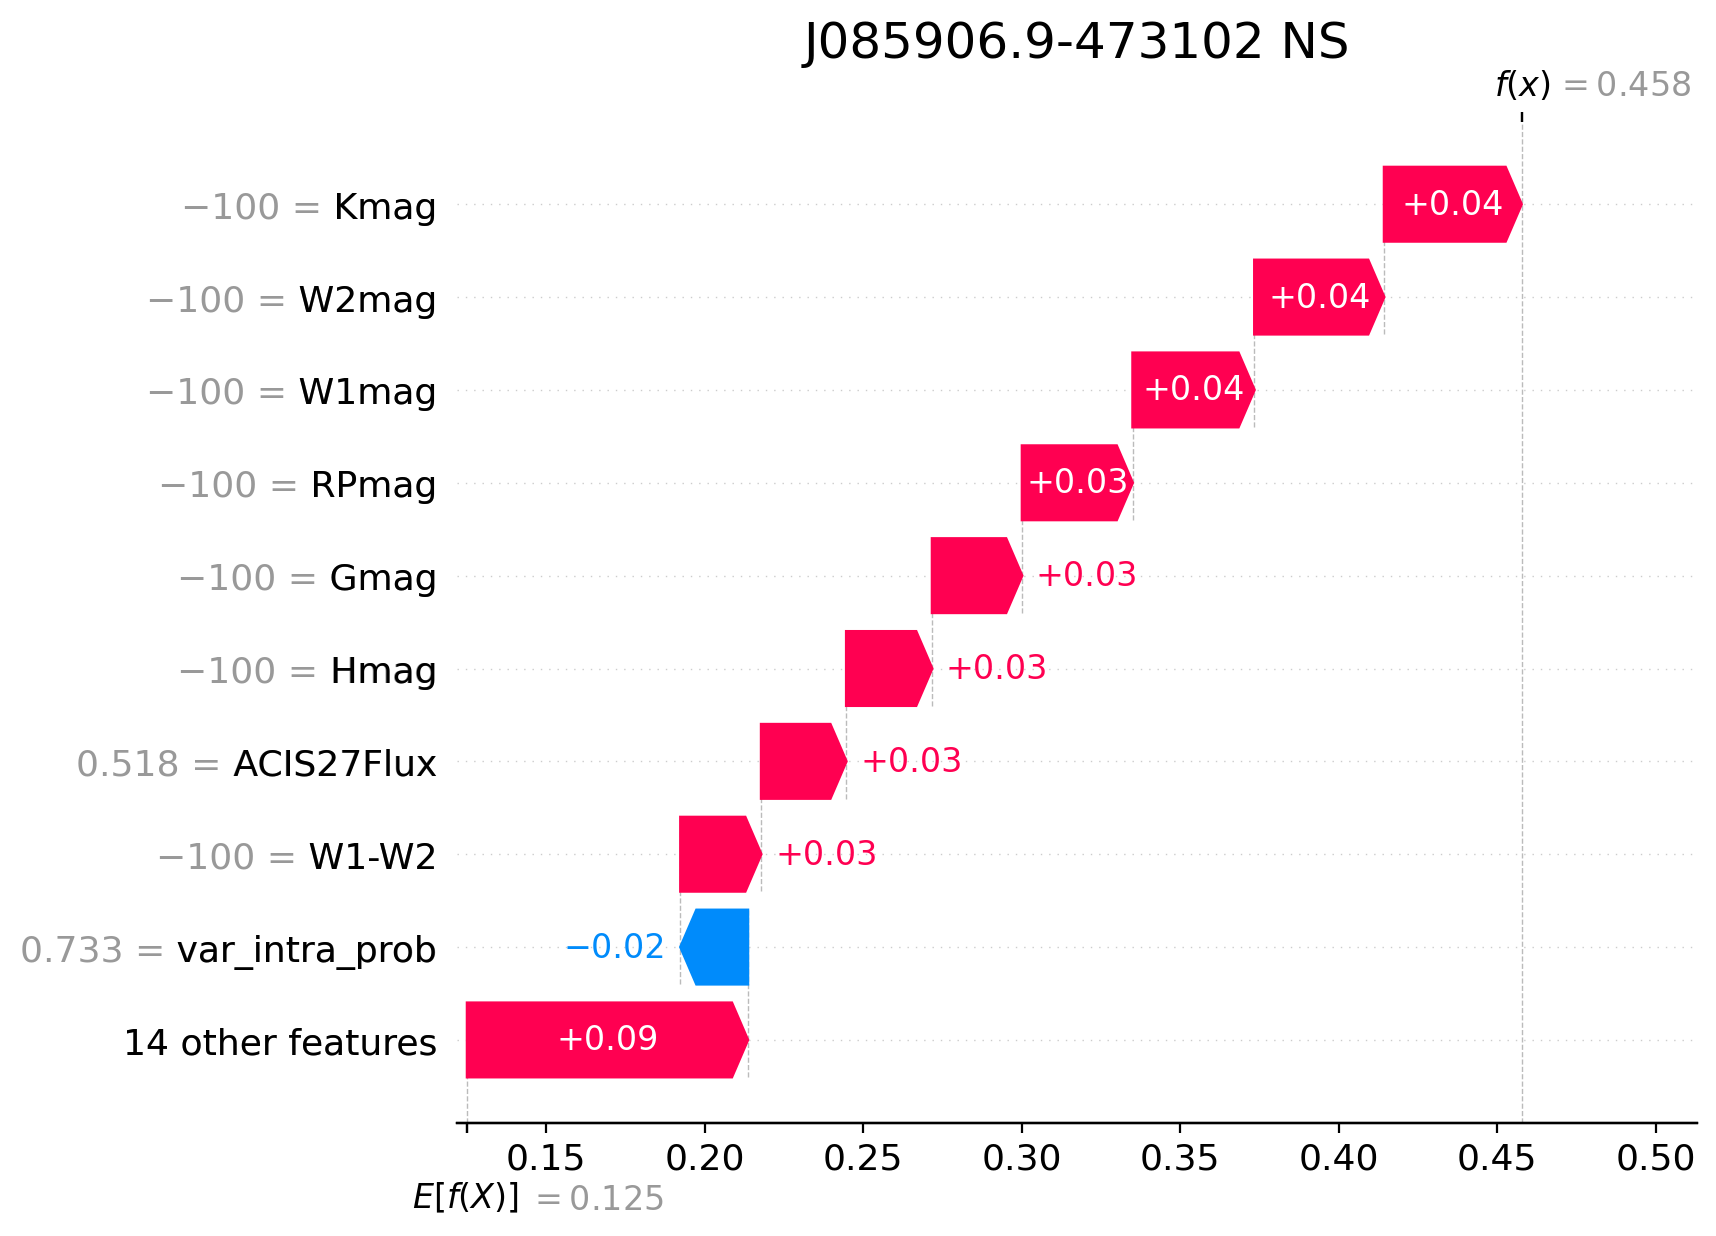 J085906.9-473102 NS
f(x) = 0.458
−100 = Kmag
+0.04
−100 = W2mag
+0.04
−100 = W1mag
+0.04
−100 = RPmag
+0.03
−100 = Gmag
+0.03
−100 = Hmag
+0.03
0.518 = ACIS27Flux
+0.03
−100 = W1-W2
+0.03
0.733 = var_intra_prob
−0.02
14 other features
+0.09
0.15 0.20 0.25 0.30 0.35 0.40 0.45 0.50
E[f(X)] = 0.125